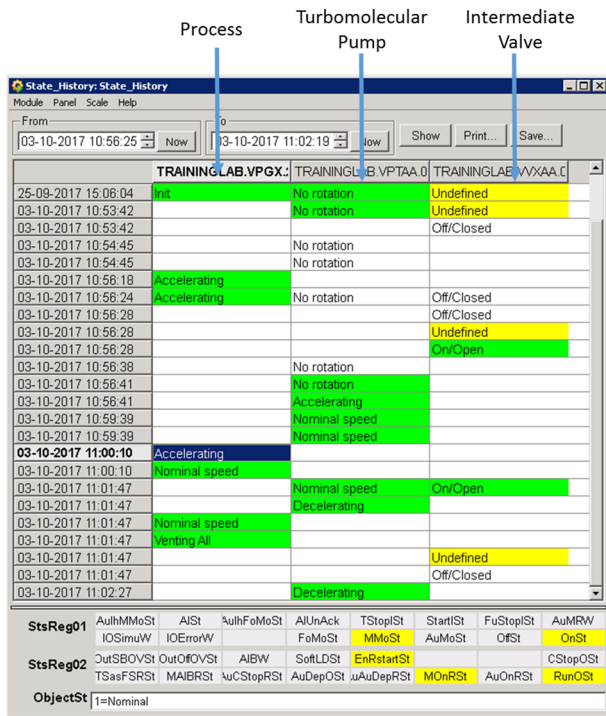 Process
Turbomolecular Pump
Intermediate Valve
State_History: State_History
Module Panel Scale Help
From
To
03-10-2017 10:56:25 Now 03-10-2017 11:02:19 Now Show Print... Save...
TRAININGLAB.VPGX.: TRAININGLAB.VPTAA.0 TRAININGLAB.VVXAA.0
25-09-2017 15:06:04 Init No rotation Undefined
03-10-2017 10:53:42 No rotation Undefined
03-10-2017 10:53:42 Off/Closed
03-10-2017 10:54:45 No rotation
03-10-2017 10:54:45 No rotation
03-10-2017 10:56:18 Accelerating
03-10-2017 10:56:24 Accelerating No rotation Off/Closed
03-10-2017 10:56:28 Off/Closed
03-10-2017 10:56:28 Undefined
03-10-2017 10:56:28 On/Open
03-10-2017 10:56:38 No rotation
03-10-2017 10:56:41 No rotation
03-10-2017 10:56:41 Accelerating
03-10-2017 10:59:39 Nominal speed
03-10-2017 10:59:39 Nominal speed
03-10-2017 11:00:10 Accelerating
03-10-2017 11:00:10 Nominal speed
03-10-2017 11:01:47 Nominal speed On/Open
03-10-2017 11:01:47 Decelerating
03-10-2017 11:01:47 Nominal speed
03-10-2017 11:01:47 Venting All
03-10-2017 11:01:47 Undefined
03-10-2017 11:01:47 Off/Closed
03-10-2017 11:02:27 Decelerating
StsReg01
AuIhMMoSt AlSt AuIhFoMoSt AlUnAck TStopISt StartISt FuStopISt AuMRW
IOSimuW IOErrorW FoMoSt MMoSt AuMoSt OffSt OnSt
StsReg02
OutSBOVSt OutOffOVSt AlBW SoftLDSt EnRstartSt CStopOSt
TSasFSRSt MAlBRSt AuCStopRSt AuDepOSt AuAuDepRSt MOnRSt AuOnRSt RunOSt
ObjectSt 1=Nominal